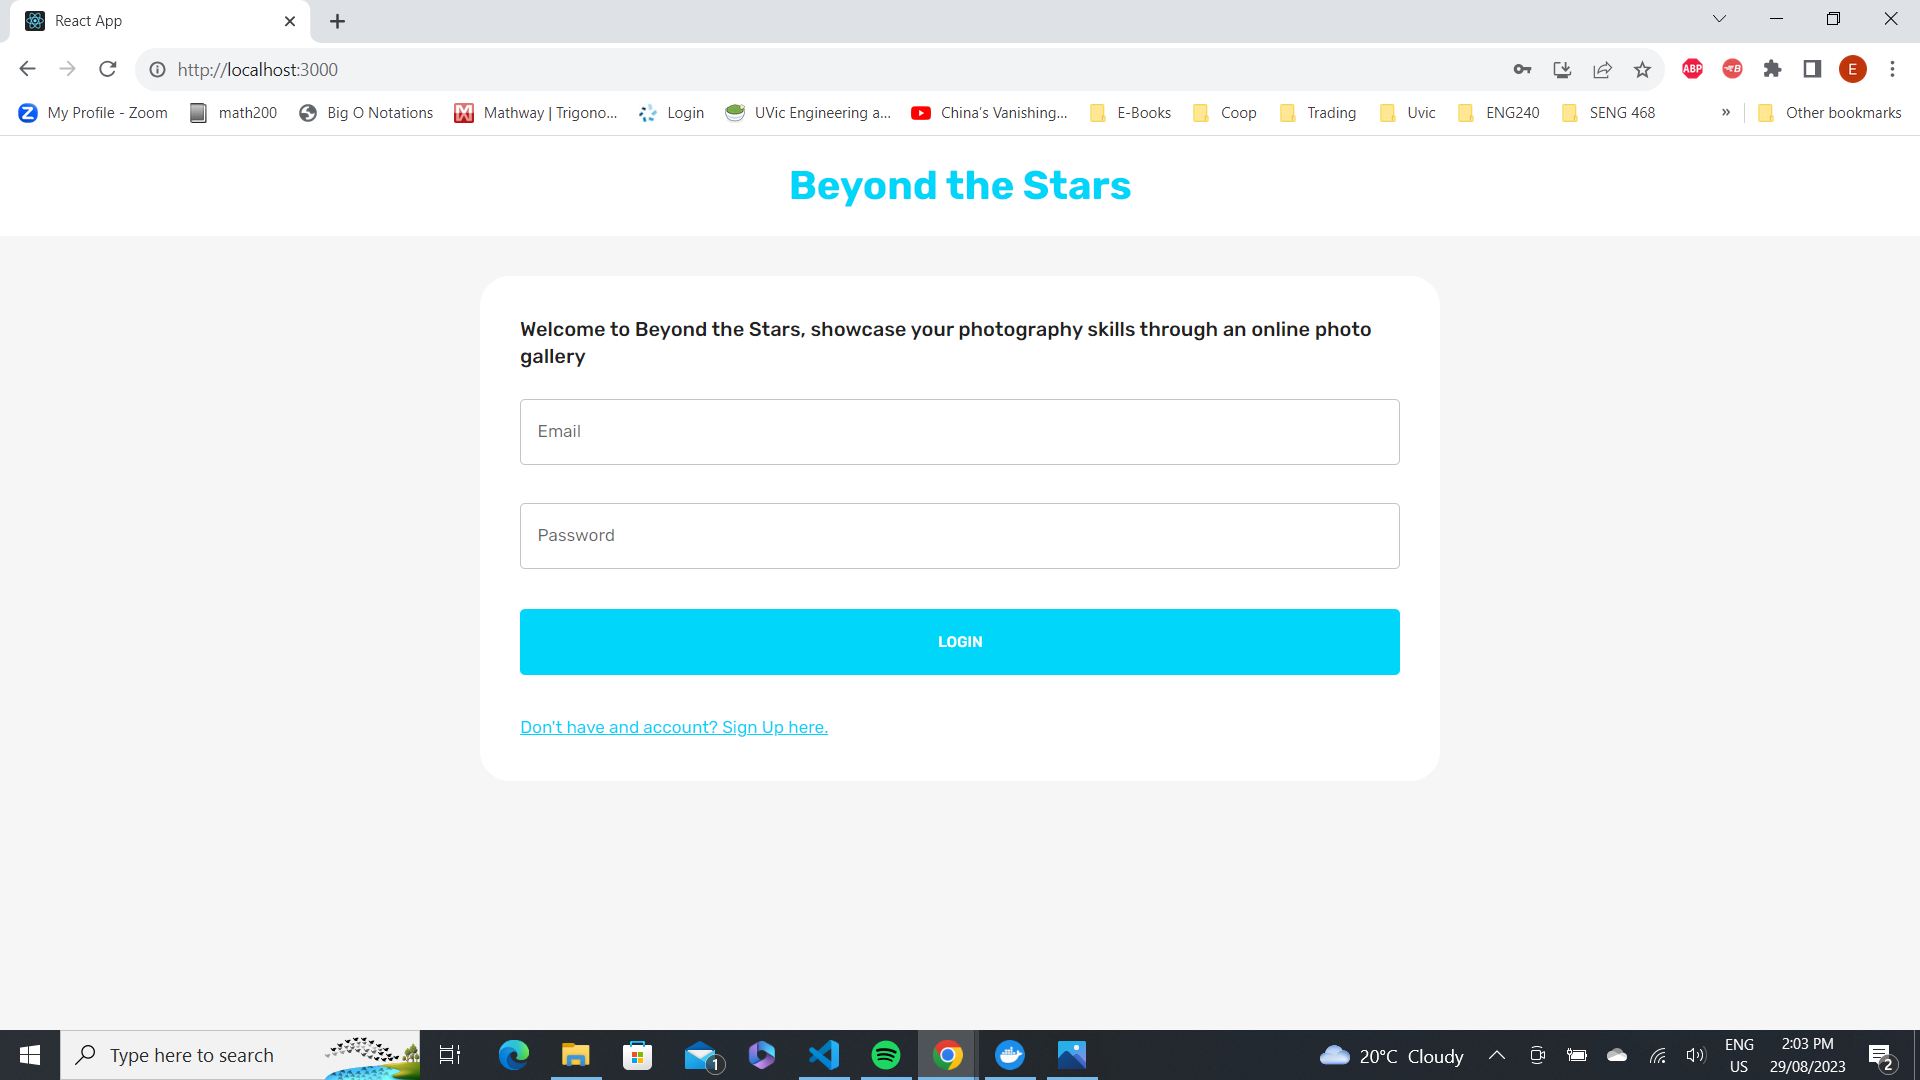 React App
http://localhost:3000
ABP
B
E
My Profile - Zoom
math200
Big O Notations
Mathway | Trigono...
Login
UVic Engineering a...
China's Vanishing...
E-Books
Coop
Trading
Uvic
ENG240
SENG 468
»
Other bookmarks
Beyond the Stars
Welcome to Beyond the Stars, showcase your photography skills through an online photo
gallery
Email
Password
LOGIN
Don't have and account? Sign Up here.
Type here to search
1
20°C Cloudy
ENG
US
2:03 PM
29/08/2023
2